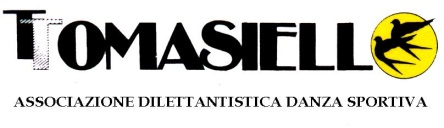 TOMASIELLO
ASSOCIAZIONE DILETTANTISTICA DANZA SPORTIVA